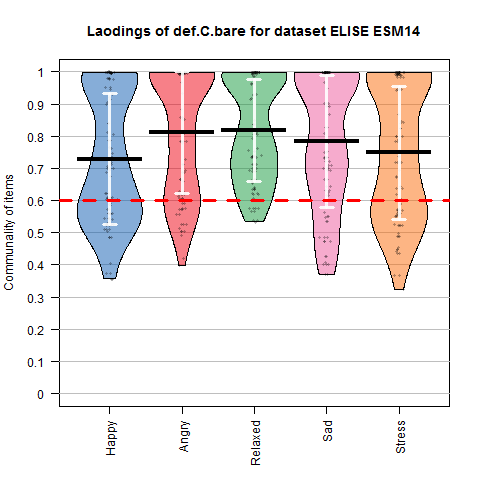 Laodings of def.C.bare for dataset ELISE ESM14
Communality of items
1
0.9
0.8
0.7
0.6
0.5
0.4
0.3
0.2
0.1
0
Happy
Angry
Relaxed
Sad
Stress